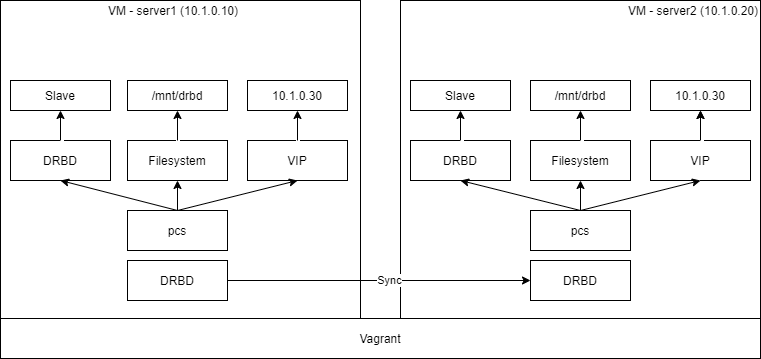 VM - server1 (10.1.0.10)
VM - server2 (10.1.0.20)
Slave
/mnt/drbd
10.1.0.30
Slave
/mnt/drbd
10.1.0.30
DRBD
Filesystem
VIP
DRBD
Filesystem
VIP
pcs
pcs
DRBD
Sync
DRBD
Vagrant